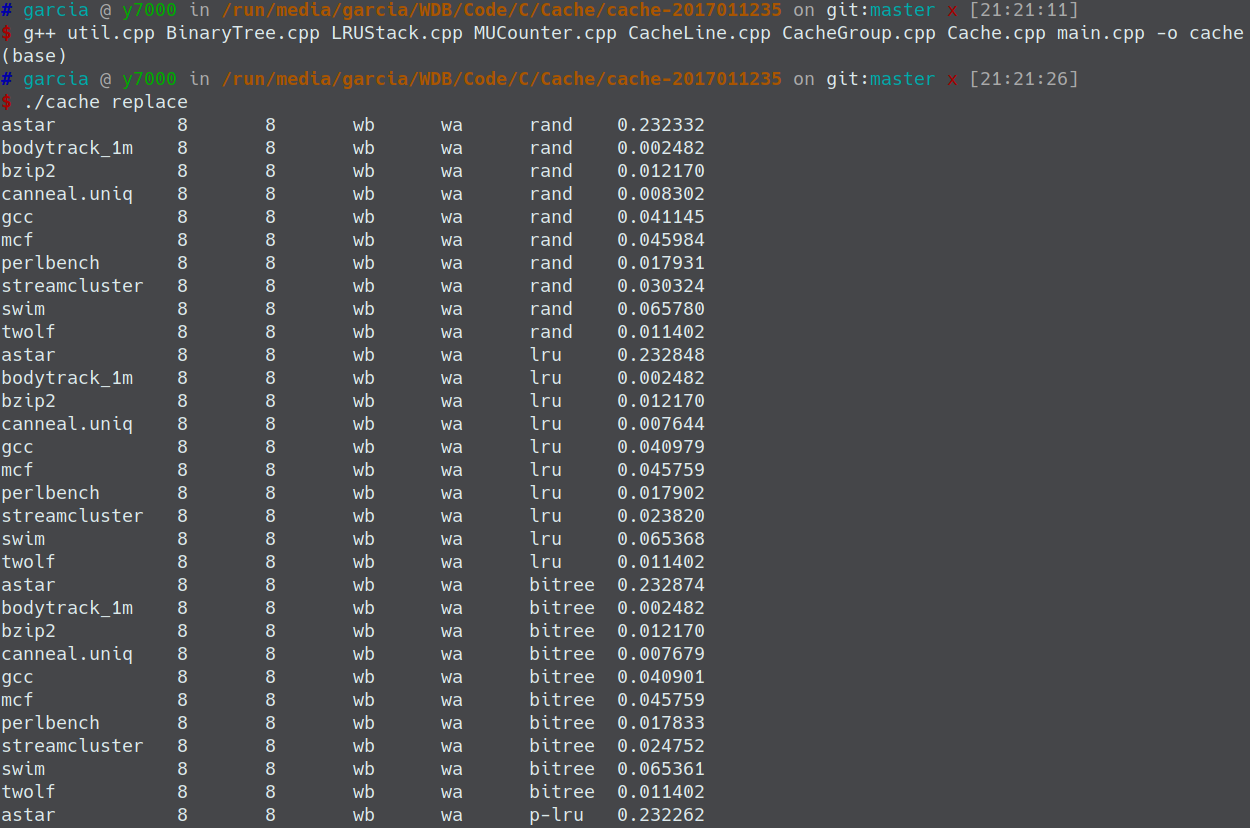 # garcia @ y7000 in /run/media/garcia/WDB/Code/C/Cache/cache-2017011235 on git:master x [21:21:11]
$ g++ util.cpp BinaryTree.cpp LRUStack.cpp MUCounter.cpp CacheLine.cpp CacheGroup.cpp Cache.cpp main.cpp -o cache
(base)
# garcia @ y7000 in /run/media/garcia/WDB/Code/C/Cache/cache-2017011235 on git:master x [21:21:26]
$ ./cache replace
astar 8 8 wb wa rand 0.232332
bodytrack_1m 8 8 wb wa rand 0.002482
bzip2 8 8 wb wa rand 0.012170
canneal.uniq 8 8 wb wa rand 0.008302
gcc 8 8 wb wa rand 0.041145
mcf 8 8 wb wa rand 0.045984
perlbench 8 8 wb wa rand 0.017931
streamcluster 8 8 wb wa rand 0.030324
swim 8 8 wb wa rand 0.065780
twolf 8 8 wb wa rand 0.011402
astar 8 8 wb wa lru 0.232848
bodytrack_1m 8 8 wb wa lru 0.002482
bzip2 8 8 wb wa lru 0.012170
canneal.uniq 8 8 wb wa lru 0.007644
gcc 8 8 wb wa lru 0.040979
mcf 8 8 wb wa lru 0.045759
perlbench 8 8 wb wa lru 0.017902
streamcluster 8 8 wb wa lru 0.023820
swim 8 8 wb wa lru 0.065368
twolf 8 8 wb wa lru 0.011402
astar 8 8 wb wa bitree 0.232874
bodytrack_1m 8 8 wb wa bitree 0.002482
bzip2 8 8 wb wa bitree 0.012170
canneal.uniq 8 8 wb wa bitree 0.007679
gcc 8 8 wb wa bitree 0.040901
mcf 8 8 wb wa bitree 0.045759
perlbench 8 8 wb wa bitree 0.017833
streamcluster 8 8 wb wa bitree 0.024752
swim 8 8 wb wa bitree 0.065361
twolf 8 8 wb wa bitree 0.011402
astar 8 8 wb wa p-lru 0.232262